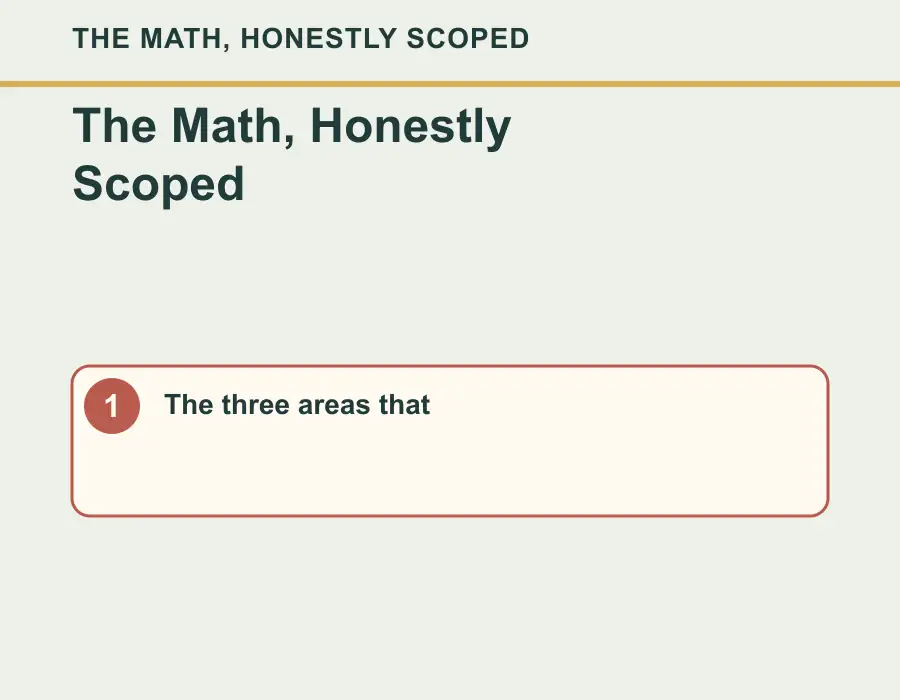 THE MATH, HONESTLY SCOPED
The Math, Honestly
Scoped
1
The three areas that